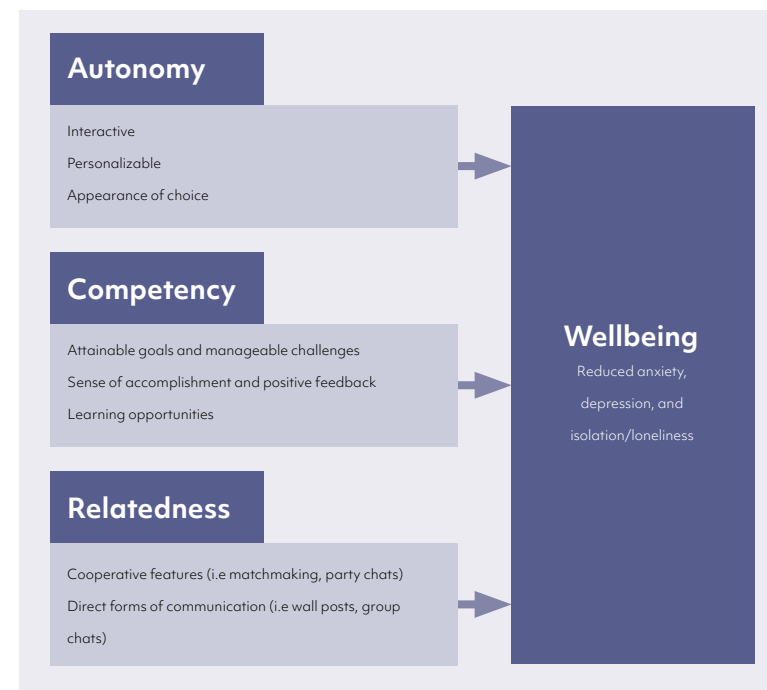 Autonomy
Interactive
Personalizable
Appearance of choice
Competency
Attainable goals and manageable challenges
Sense of accomplishment and positive feedback
Learning opportunities
Relatedness
Cooperative features (i.e matchmaking, party chats)
Direct forms of communication (i.e wall posts, group
chats)
Wellbeing
Reduced anxiety,
depression, and
isolation/loneliness